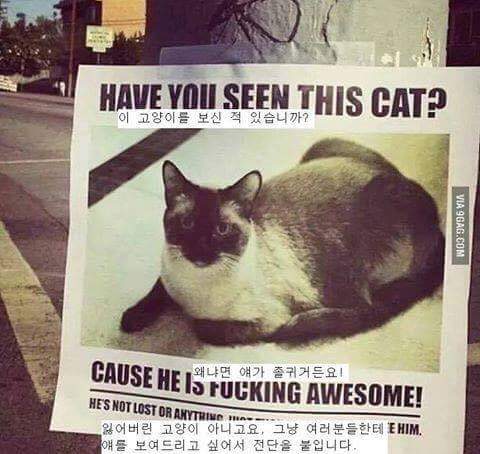 HAVE YOU SEEN THIS CAT?
이 고양이를 보신 적 있습니까?
VIA 9GAG.COM
왜냐면 얘가 졸귀거든요!
CAUSE HE IS FUCKING AWESOME!
HE'S NOT LOST OR ANYTHING, HIM.
잃어버린 고양이 아니고요, 그냥 여러분들한테
얘를 보여드리고 싶어서 전단을 붙입니다.